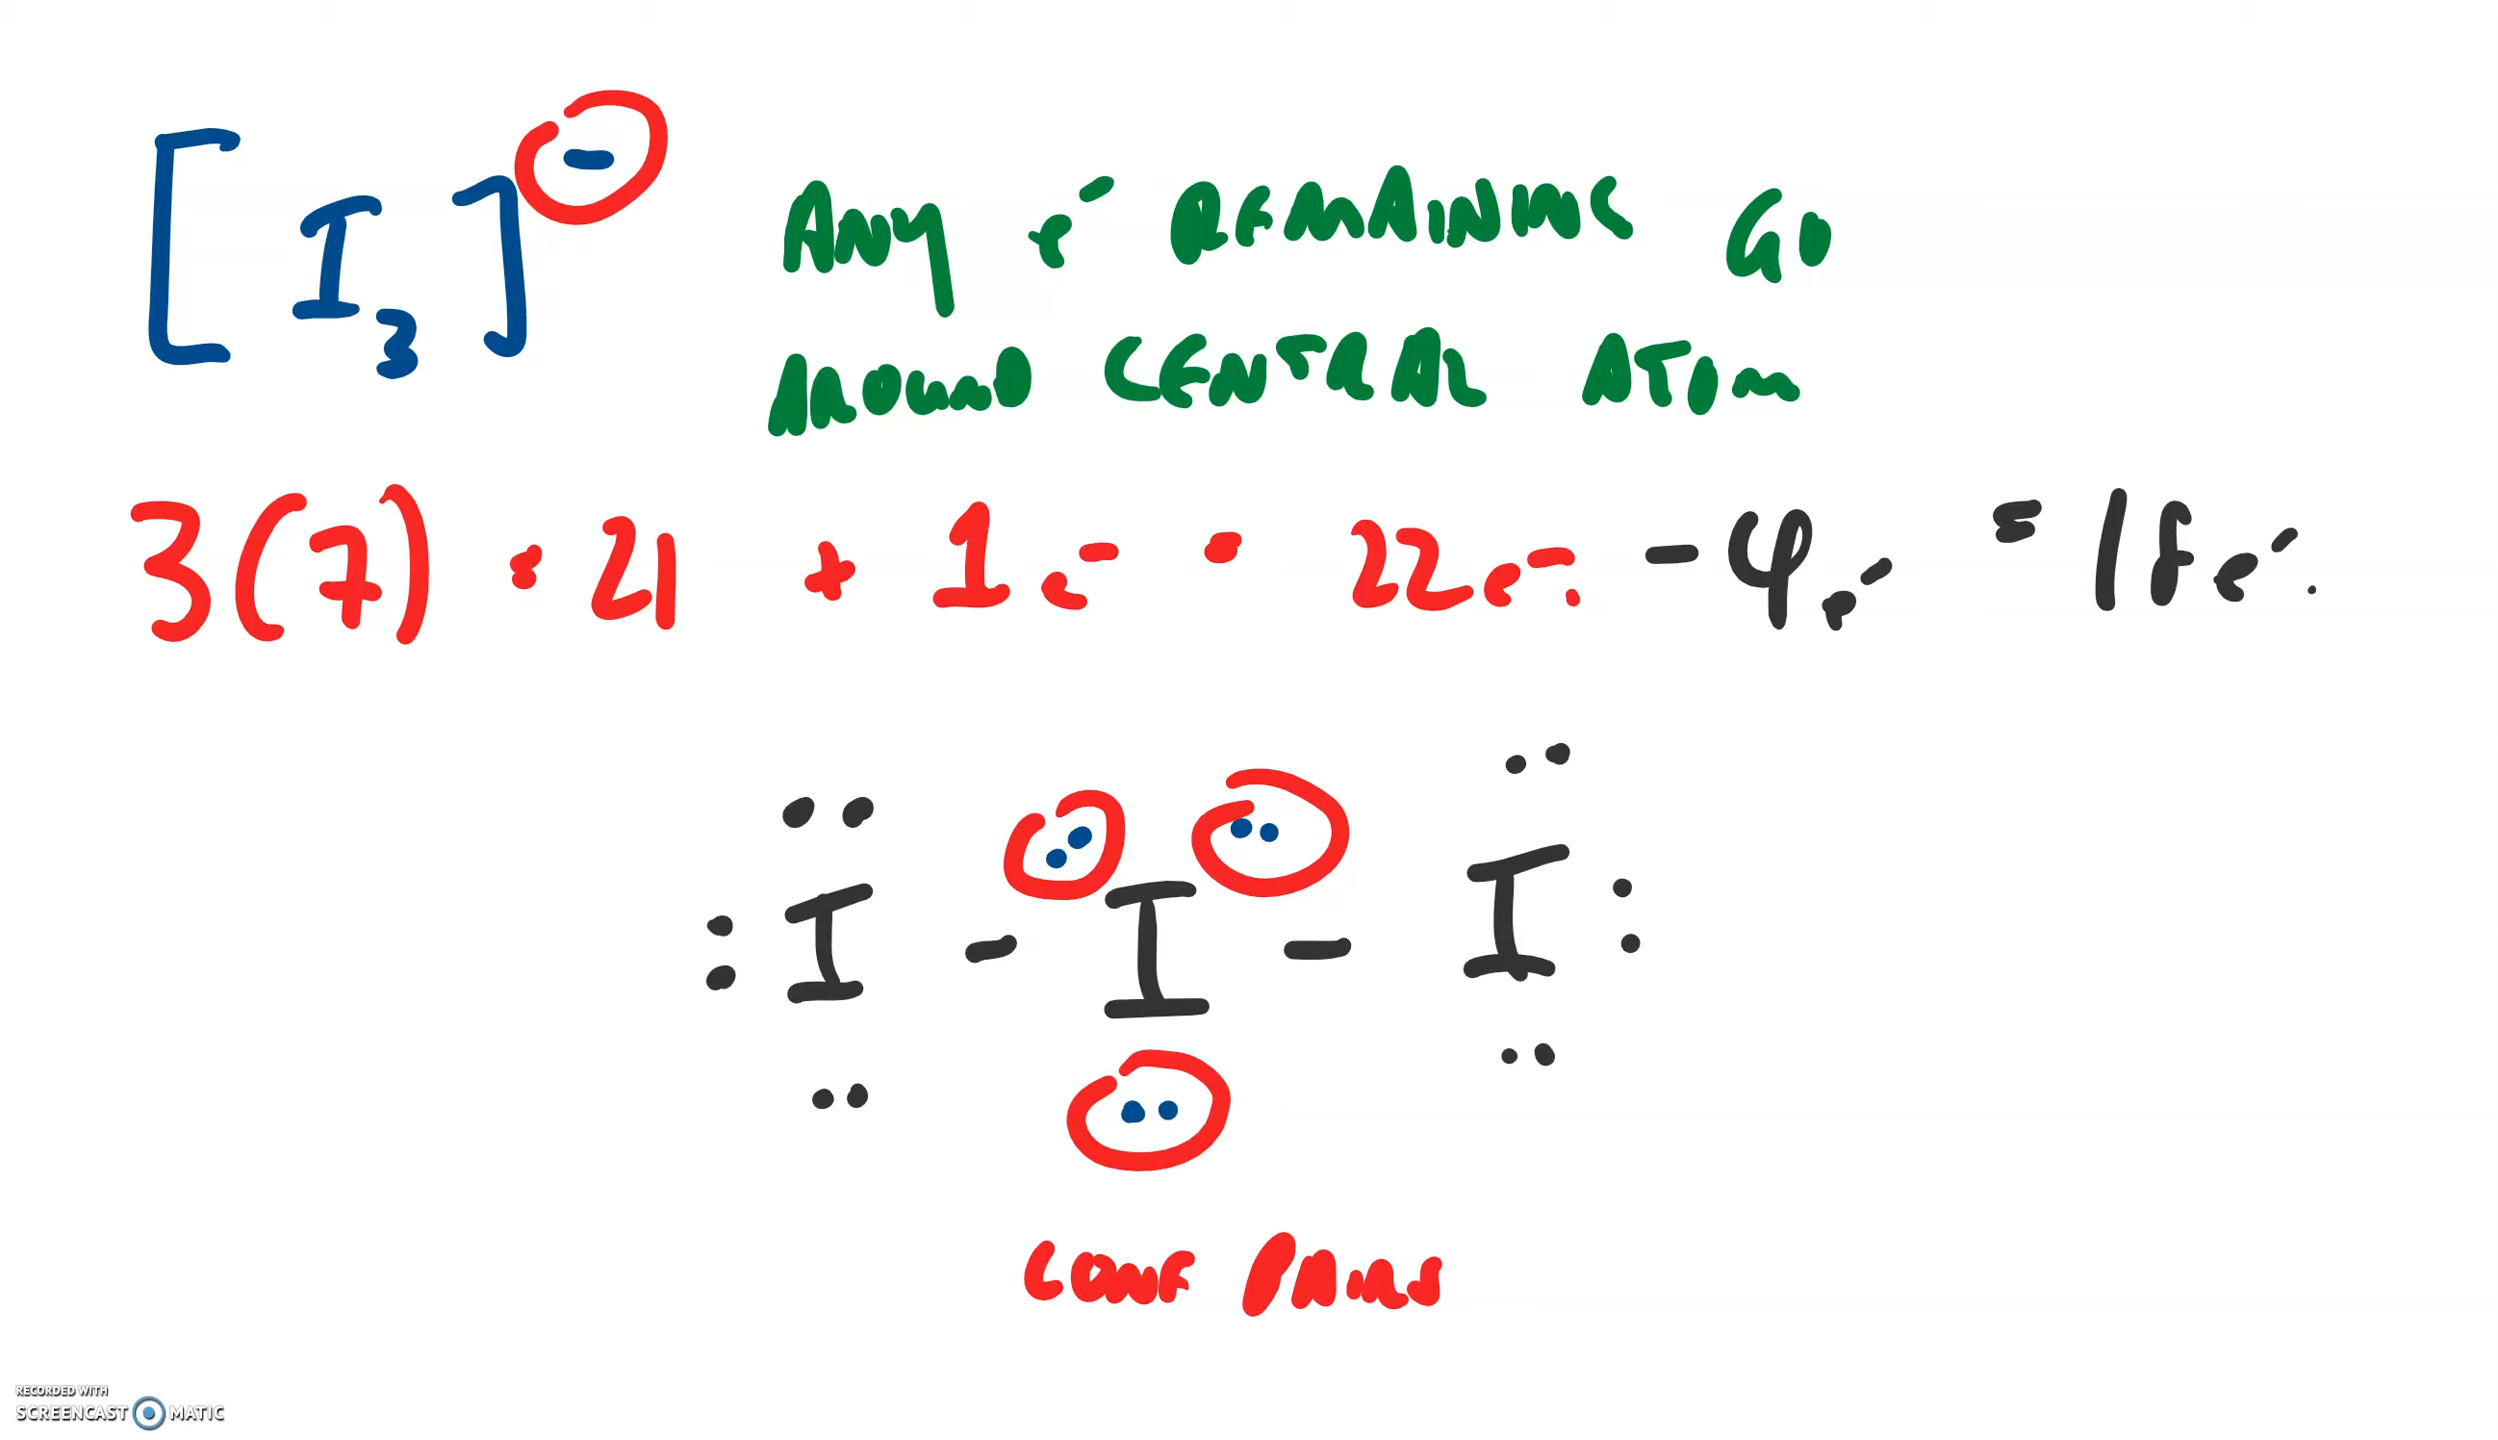 [I3]-
ANY e- REMAINING GO
AROUND CENTRAL ATOM
3(7) = 21 + 1e- = 22e-. - 4e- = 18e-.
I - I - I
LONE PAIRS
RECORDED WITH
SCREENCAST MATIC